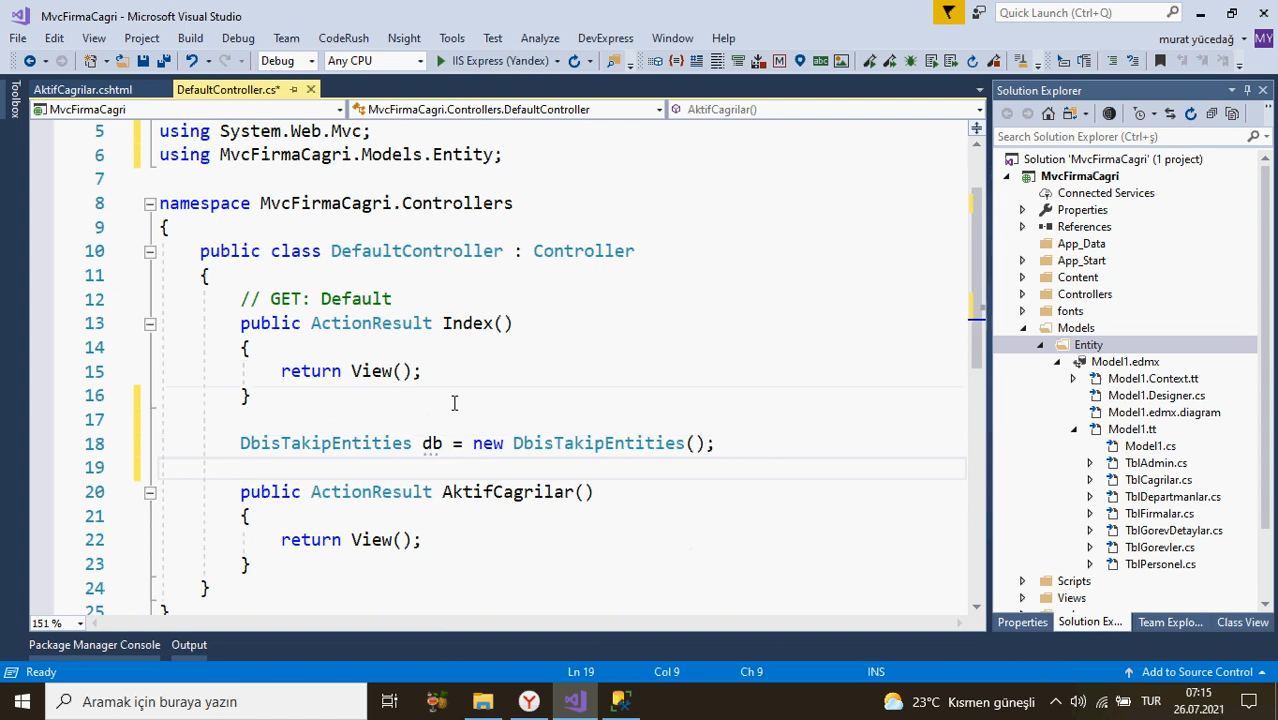 MvcFirmaCagri - Microsoft Visual Studio
Quick Launch (Ctrl+Q)
File Edit View Project Build Debug Team CodeRush Nsight Tools Test Analyze DevExpress Window Help
murat yücedağ MY
Debug Any CPU IIS Express (Yandex)
Toolbox
AktifCagrilar.cshtml DefaultController.cs*
MvcFirmaCagri MvcFirmaCagri.Controllers.DefaultController AktifCagrilar()
5 using System.Web.Mvc;
6 using MvcFirmaCagri.Models.Entity;
7
8 namespace MvcFirmaCagri.Controllers
9 {
10 public class DefaultController : Controller
11 {
12 // GET: Default
13 public ActionResult Index()
14 {
15 return View();
16 }
17
18 DbisTakipEntities db = new DbisTakipEntities();
19
20 public ActionResult AktifCagrilar()
21 {
22 return View();
23 }
24 }
25 }
151 %
Solution Explorer
Search Solution Explorer (Ctrl+ş)
Solution 'MvcFirmaCagri' (1 project)
MvcFirmaCagri
Connected Services
Properties
References
App_Data
App_Start
Content
Controllers
fonts
Models
Entity
Model1.edmx
Model1.Context.tt
Model1.Designer.cs
Model1.edmx.diagram
Model1.tt
Model1.cs
TblAdmin.cs
TblCagrilar.cs
TblDepartmanlar.cs
TblFirmalar.cs
TblGorevDetaylar.cs
TblGorevler.cs
TblPersonel.cs
Scripts
Views
Properties Solution Ex... Team Explo... Class View
Package Manager Console Output
Ready Ln 19 Col 9 Ch 9 INS Add to Source Control
Aramak için buraya yazın
23°C Kısmen güneşli TUR 07:15
26.07.2021